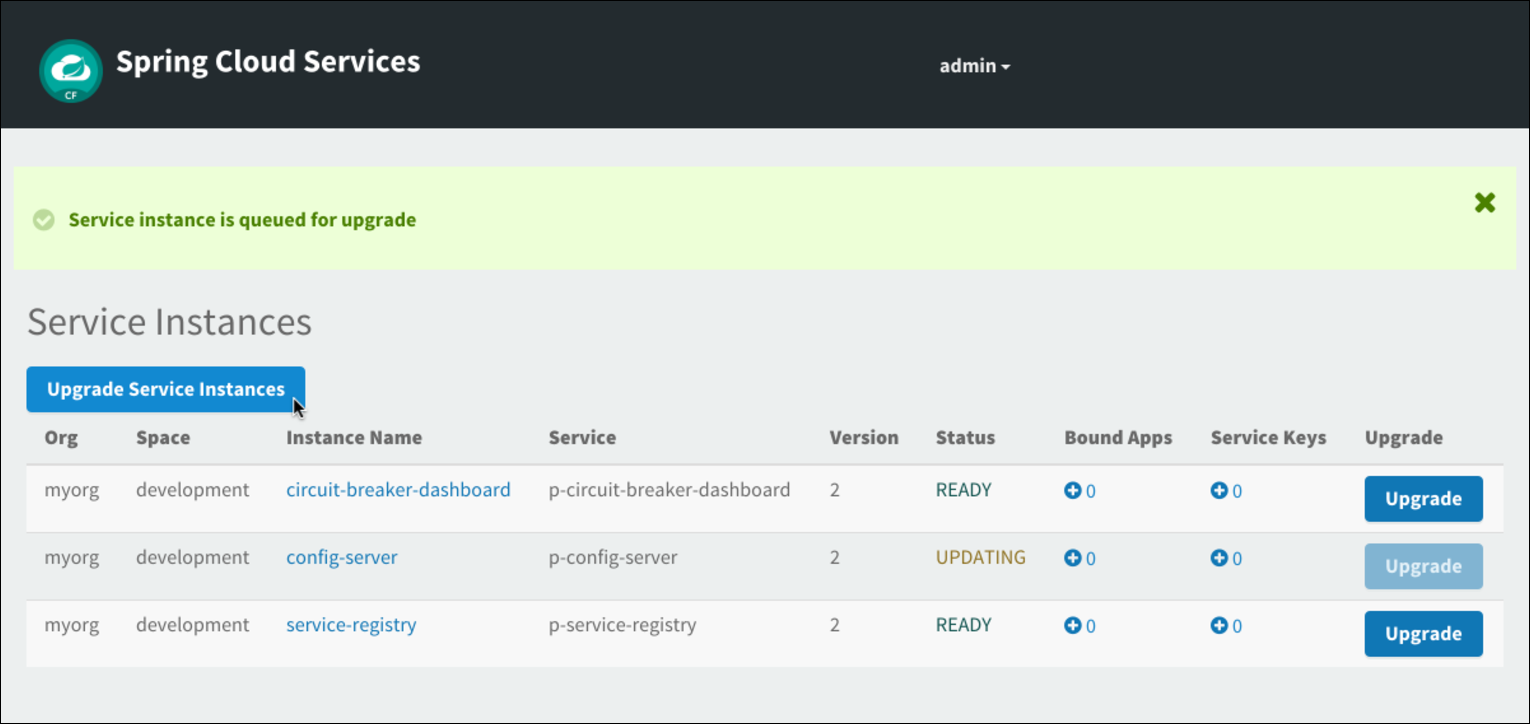 Spring Cloud Services
admin
CF
Service instance is queued for upgrade
Service Instances
Upgrade Service Instances
Org Space Instance Name Service Version Status Bound Apps Service Keys Upgrade
myorg development circuit-breaker-dashboard p-circuit-breaker-dashboard 2 READY 0 0 Upgrade
myorg development config-server p-config-server 2 UPDATING 0 0 Upgrade
myorg development service-registry p-service-registry 2 READY 0 0 Upgrade